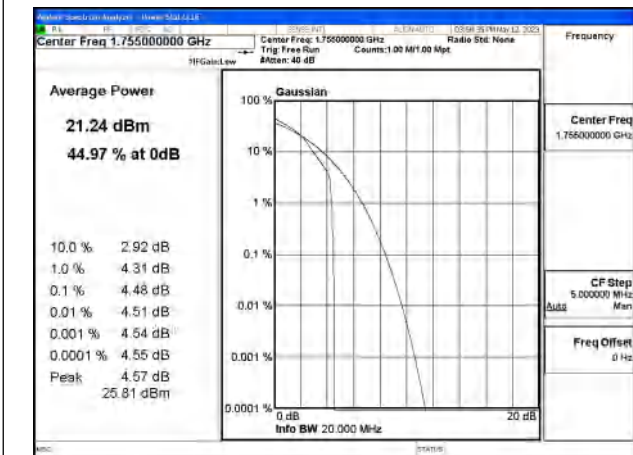 Center Freq 1.755000000 GHz
Center Freq: 1.755000000 GHz
Radio Std: None
Trig: Free Run
Counts:1.00 M/1.00 Mpt
#IFGain:Low
#Atten: 40 dB
Frequency
Average Power
21.24 dBm
44.97 % at 0dB
10.0 % 2.92 dB
1.0 % 4.31 dB
0.1 % 4.48 dB
0.01 % 4.51 dB
0.001 % 4.54 dB
0.0001 % 4.55 dB
Peak 4.57 dB
25.81 dBm
Gaussian
100 %
10 %
1 %
0.1 %
0.01 %
0.001 %
0.0001 %
0 dB
20 dB
Info BW 20.000 MHz
Center Freq
1.755000000 GHz
CF Step
5.000000 MHz
Auto Man
Freq Offset
0 Hz
MSG
STATUS